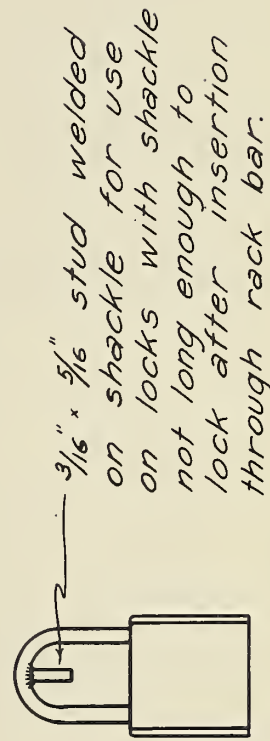 3/16" x 5/16" stud welded
on shackle for use
on locks with shackle
not long enough to
lock after insertion
through rack bar.